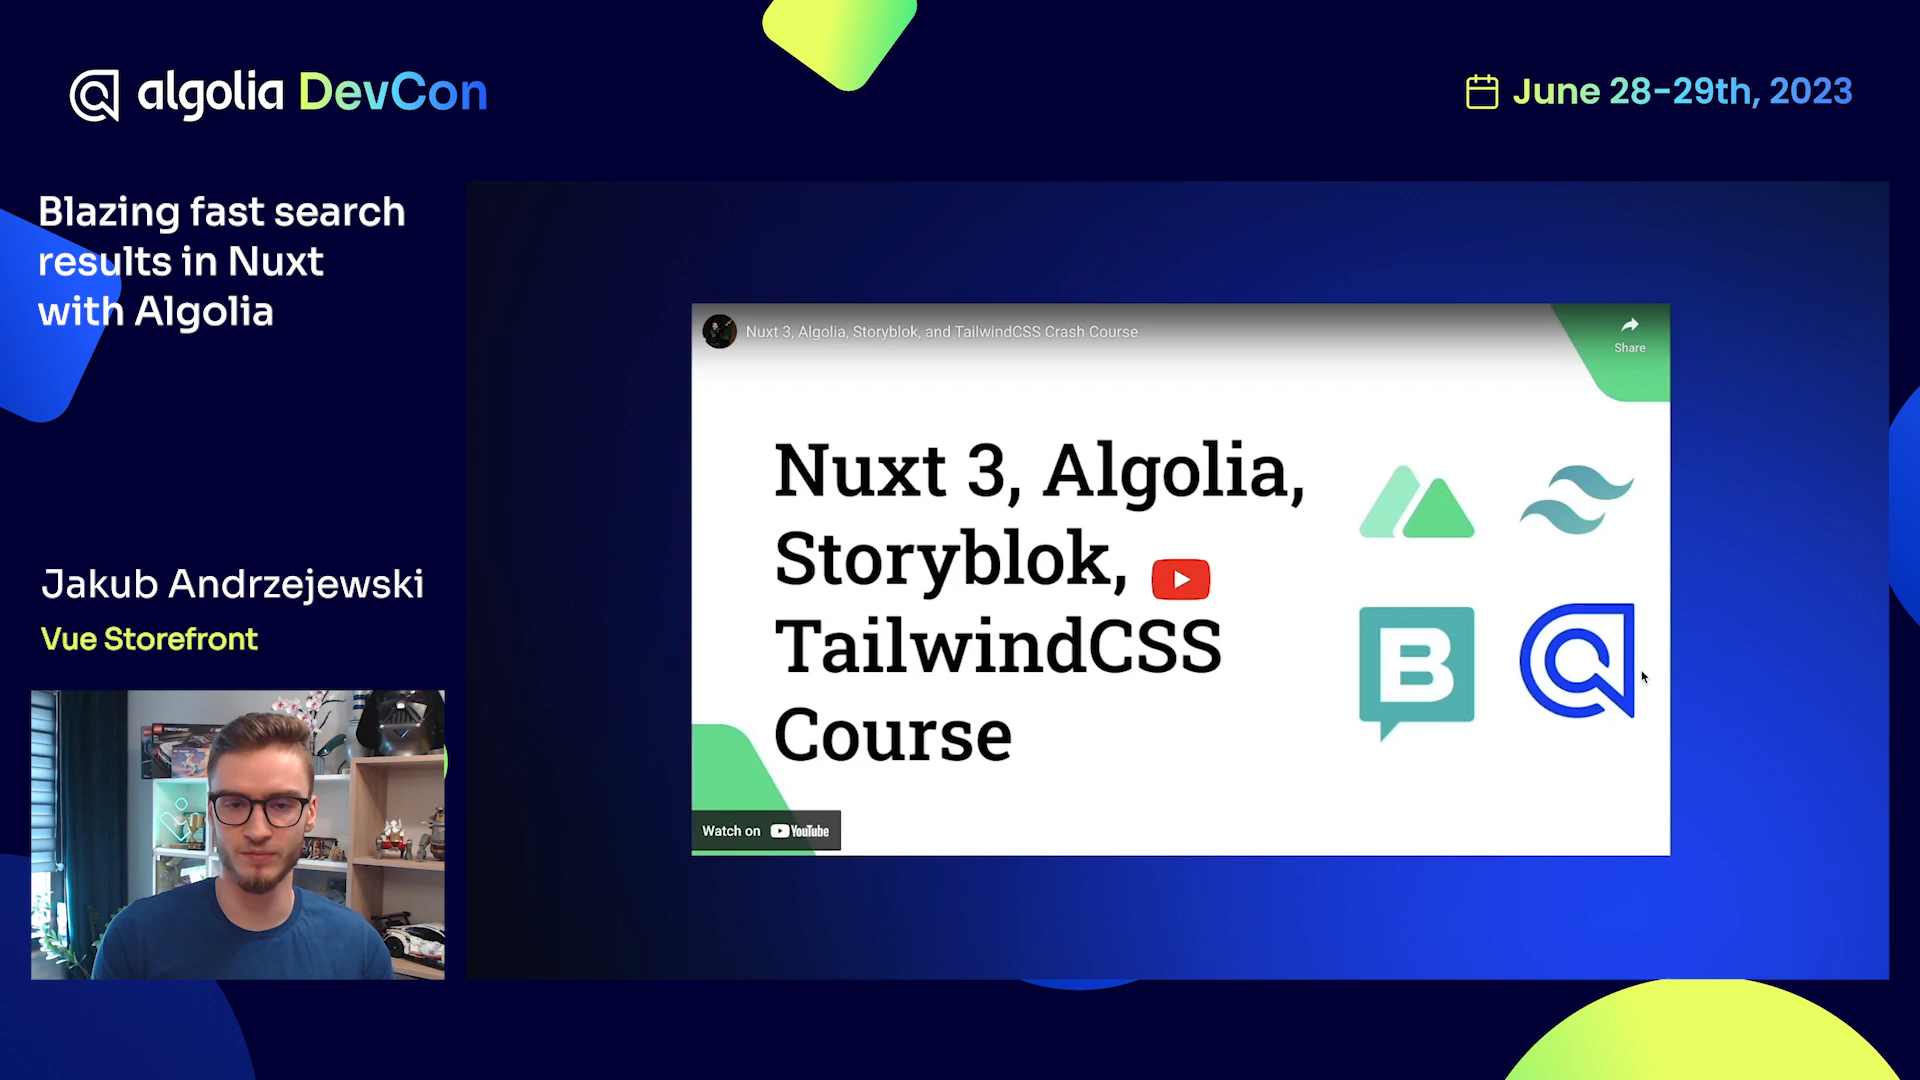 algolia DevCon
June 28-29th, 2023
Blazing fast search
results in Nuxt
with Algolia
Jakub Andrzejewski
Vue Storefront
Nuxt 3, Algolia, Storyblok, and TailwindCSS Crash Course
Share
Nuxt 3, Algolia,
Storyblok,
TailwindCSS
Course
B
Watch on YouTube
TECHNIC